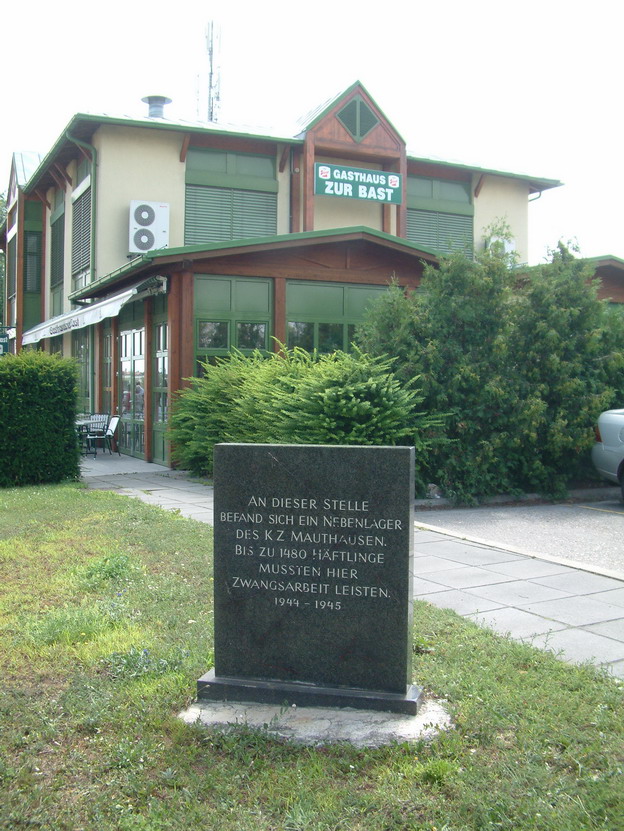 GASTHAUS
ZUR BAST
AN DIESER STELLE
BEFAND SICH EIN NEBENLAGER
DES KZ MAUTHAUSEN.
BIS ZU 1480 HÄFTLINGE
MUSSTEN HIER
ZWANGSARBEIT LEISTEN.
1944 - 1945